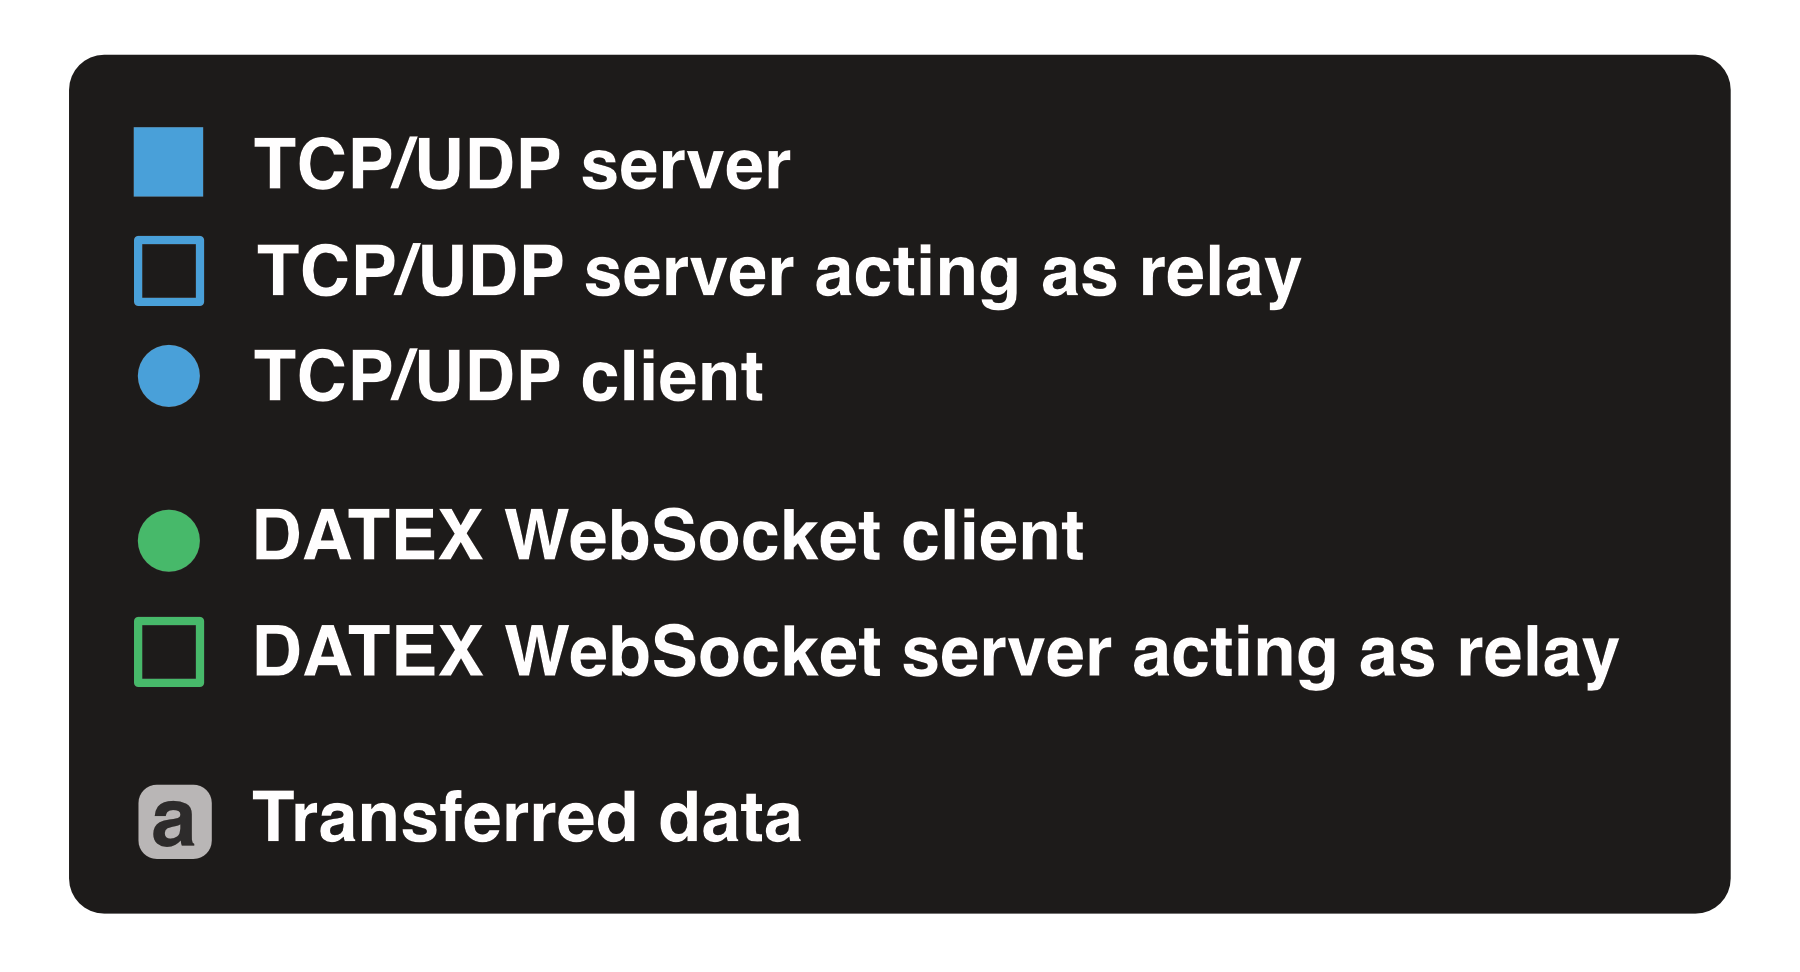 TCP/UDP server
TCP/UDP server acting as relay
TCP/UDP client
DATEX WebSocket client
DATEX WebSocket server acting as relay
a Transferred data